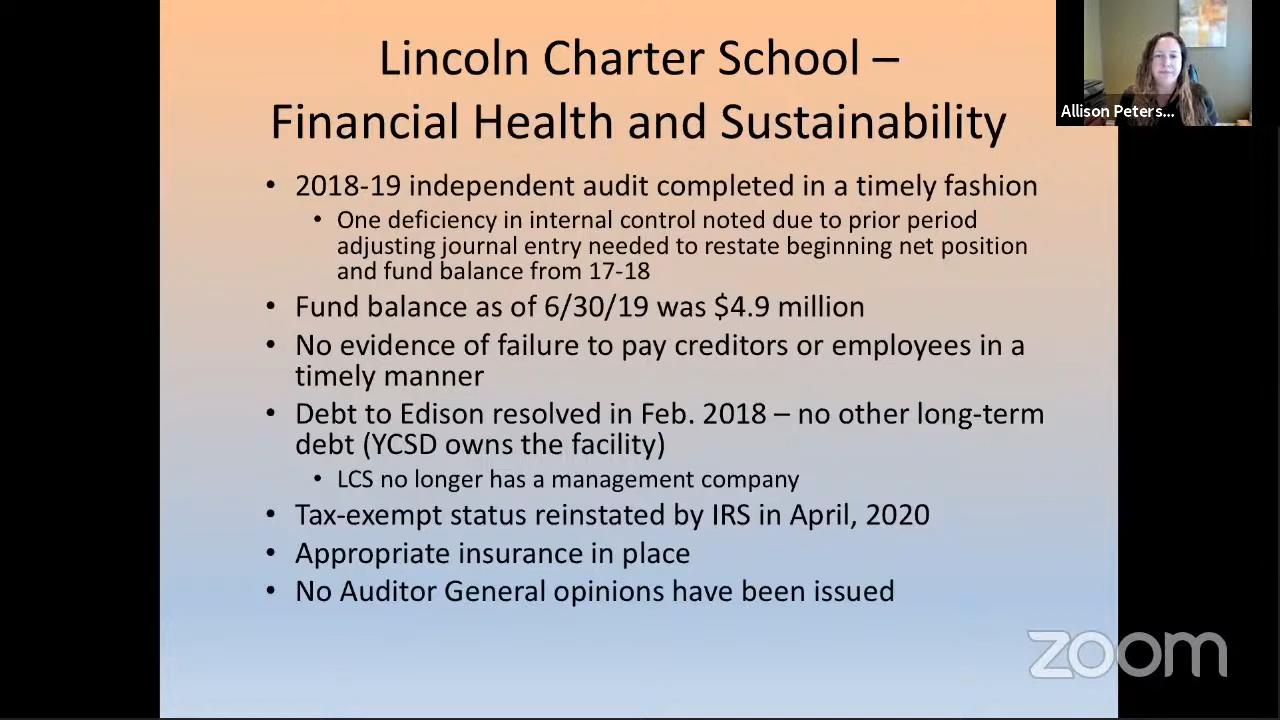 Lincoln Charter School –
Financial Health and Sustainability
Allison Peters...
• 2018-19 independent audit completed in a timely fashion
• One deficiency in internal control noted due to prior period
adjusting journal entry needed to restate beginning net position
and fund balance from 17-18
• Fund balance as of 6/30/19 was $4.9 million
• No evidence of failure to pay creditors or employees in a
timely manner
• Debt to Edison resolved in Feb. 2018 – no other long-term
debt (YCSD owns the facility)
• LCS no longer has a management company
• Tax-exempt status reinstated by IRS in April, 2020
• Appropriate insurance in place
• No Auditor General opinions have been issued
zoom